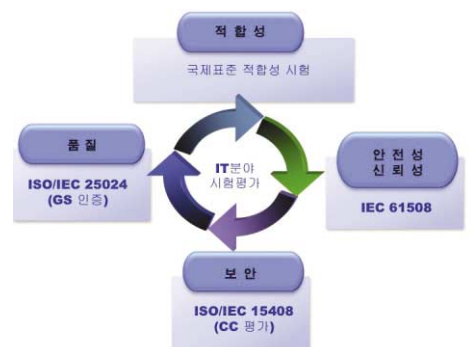 적합성
국제표준 적합성 시험
품질
ISO/IEC 25024
(GS 인증)
IT분야
시험평가
안전성
신뢰성
IEC 61508
보안
ISO/IEC 15408
(CC 평가)